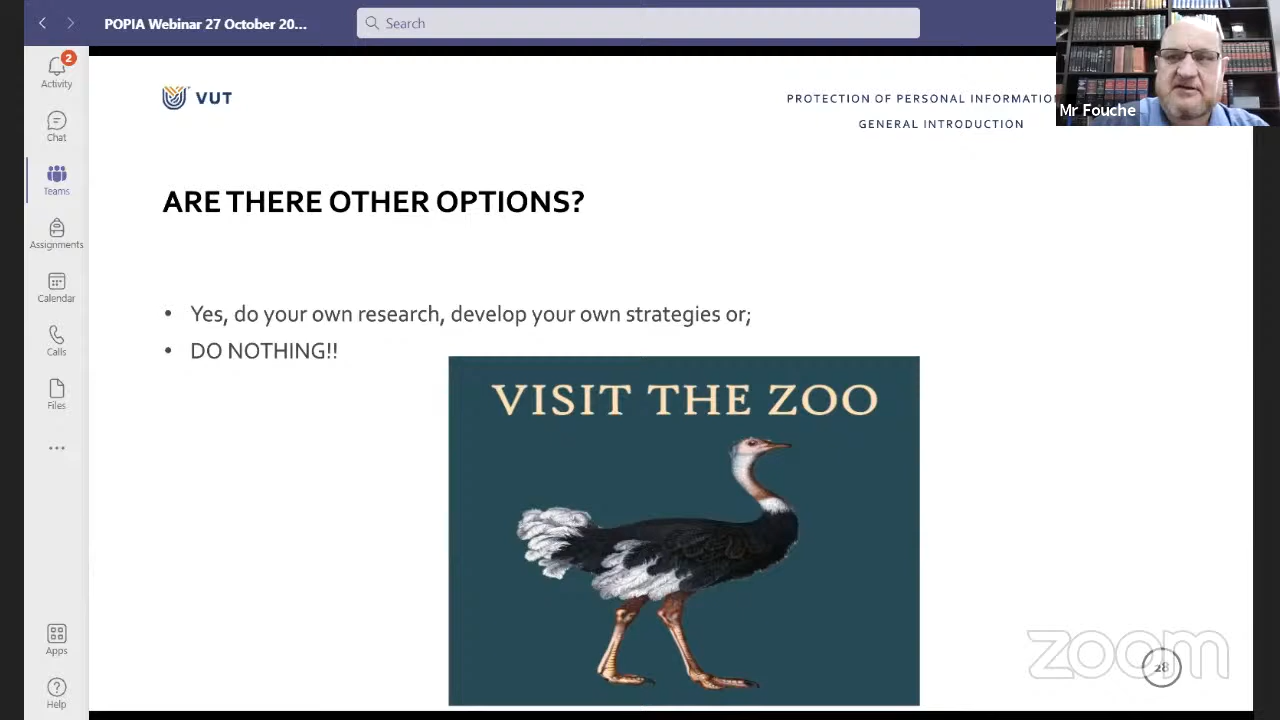 POPIA Webinar 27 October 20...
Search
2
Activity
Chat
Teams
Assignments
Calendar
Calls
Files
...
Apps
Help
VUT
PROTECTION OF PERSONAL INFORMATIO
GENERAL INTRODUCTION
Mr Fouche
ARE THERE OTHER OPTIONS?
• Yes, do your own research, develop your own strategies or;
• DO NOTHING!!
VISIT THE ZOO
zoom
28